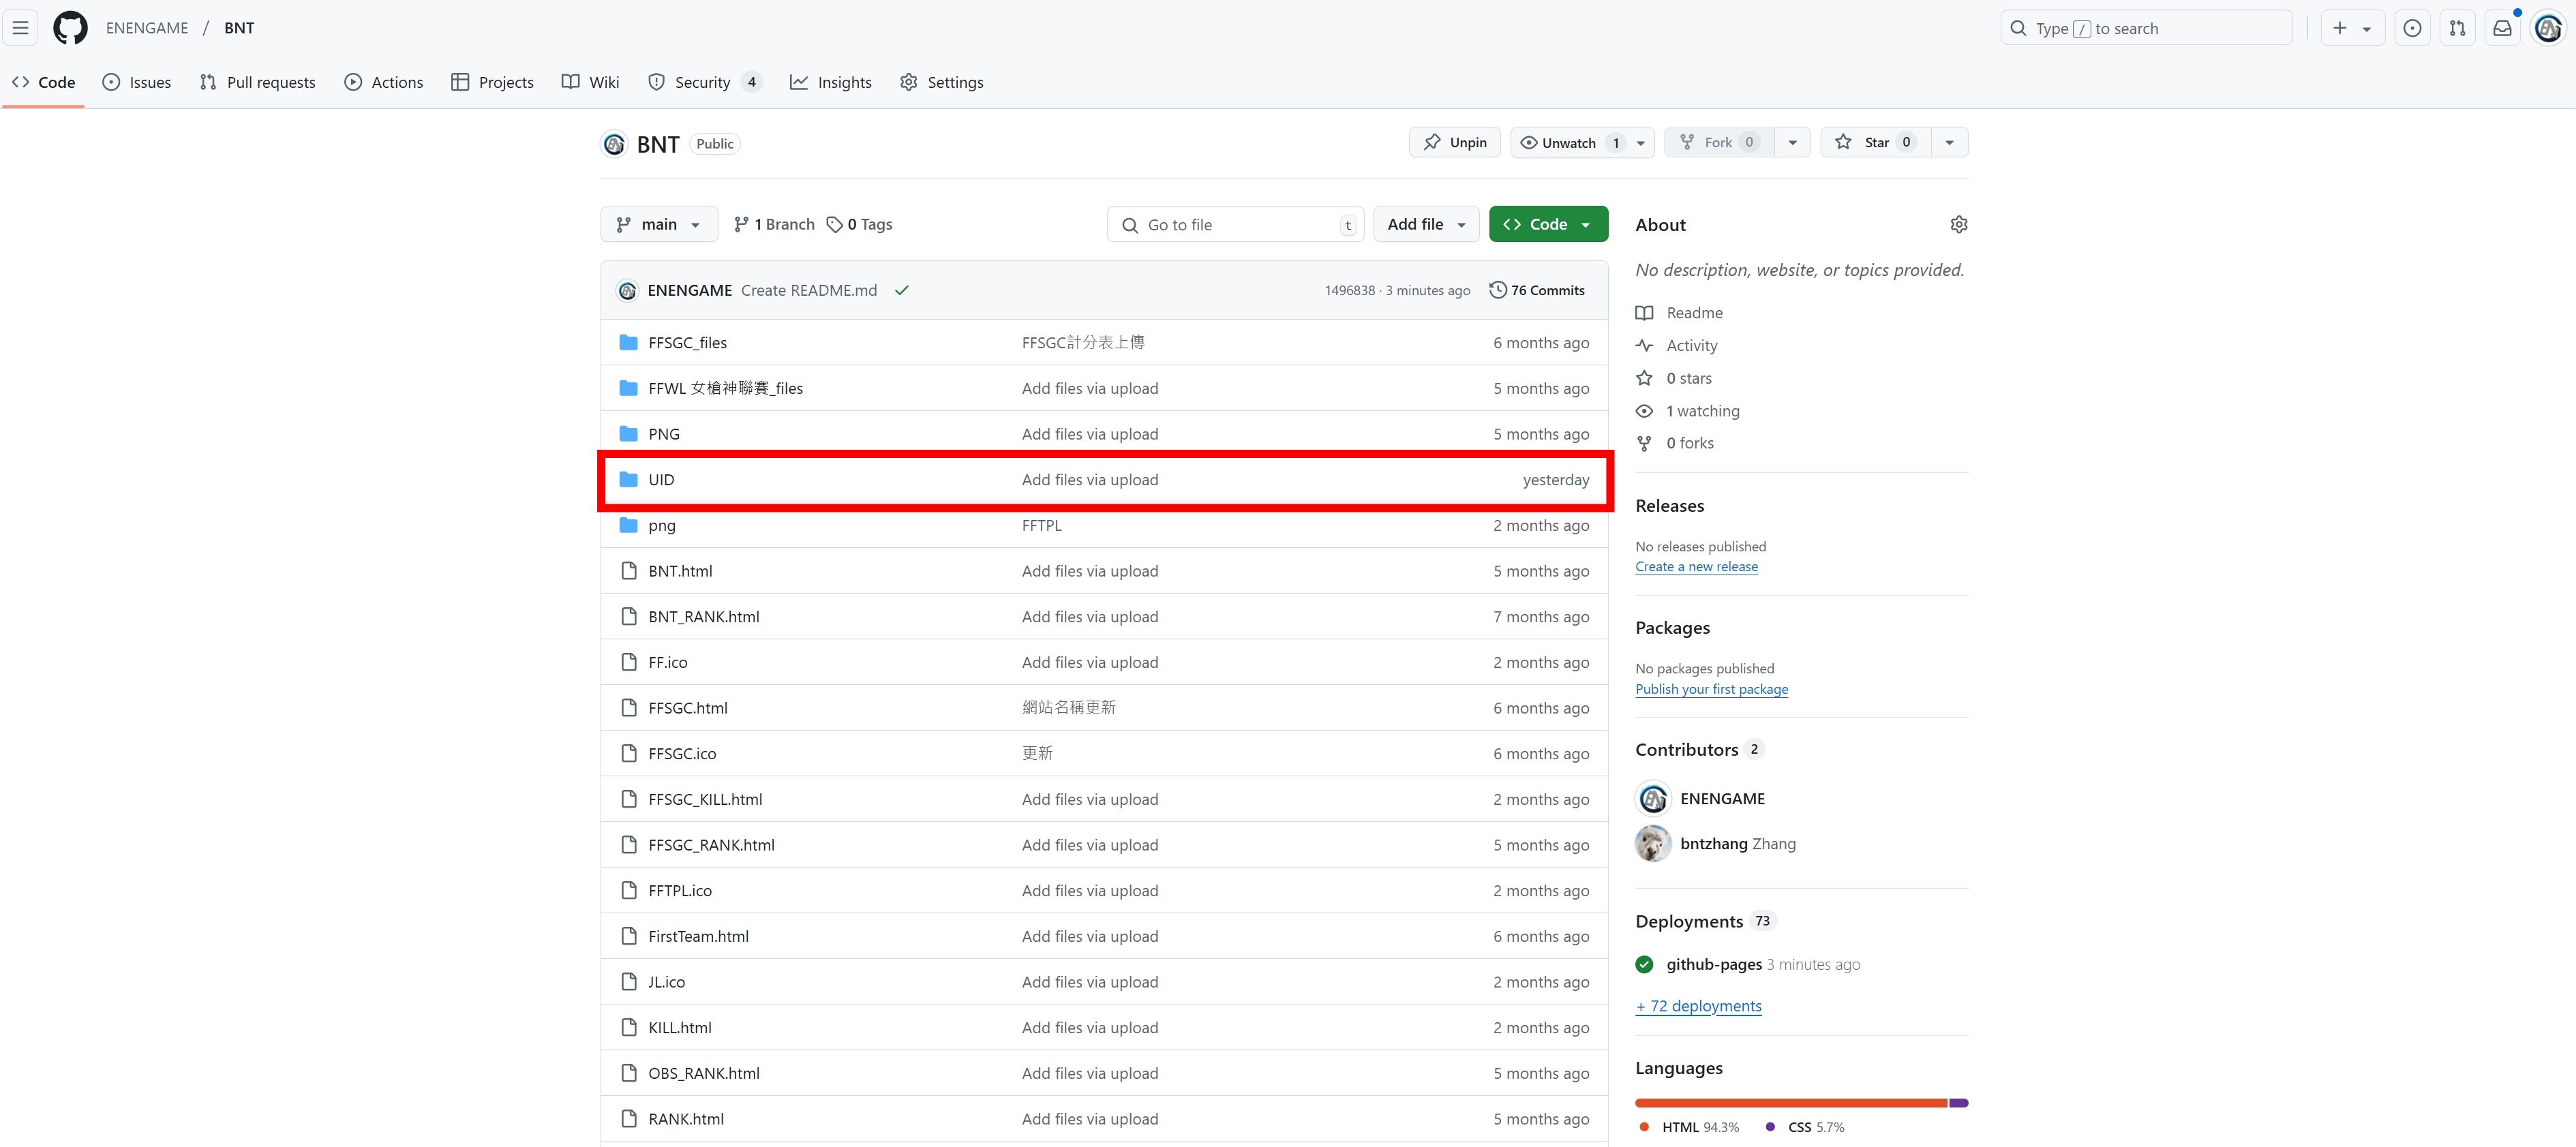 ENENGAME / BNT
Type / to search
Code Issues Pull requests Actions Projects Wiki Security 4 Insights Settings
BNT Public
Unpin Unwatch 1 Fork 0 Star 0
main 1 Branch 0 Tags
Go to file t Add file Code
ENENGAME Create README.md 1496838 · 3 minutes ago 76 Commits
FFSGC_files FFSGC計分表上傳 6 months ago
FFWL 女槍神聯賽_files Add files via upload 5 months ago
PNG Add files via upload 5 months ago
UID Add files via upload yesterday
png FFTPL 2 months ago
BNT.html Add files via upload 5 months ago
BNT_RANK.html Add files via upload 7 months ago
FF.ico Add files via upload 2 months ago
FFSGC.html 網站名稱更新 6 months ago
FFSGC.ico 更新 6 months ago
FFSGC_KILL.html Add files via upload 2 months ago
FFSGC_RANK.html Add files via upload 5 months ago
FFTPL.ico Add files via upload 2 months ago
FirstTeam.html Add files via upload 6 months ago
JL.ico Add files via upload 2 months ago
KILL.html Add files via upload 2 months ago
OBS_RANK.html Add files via upload 5 months ago
RANK.html Add files via upload 5 months ago
About
No description, website, or topics provided.
Readme
Activity
0 stars
1 watching
0 forks
Releases
No releases published
Create a new release
Packages
No packages published
Publish your first package
Contributors 2
ENENGAME
bntzhang Zhang
Deployments 73
github-pages 3 minutes ago
+ 72 deployments
Languages
HTML 94.3% CSS 5.7%